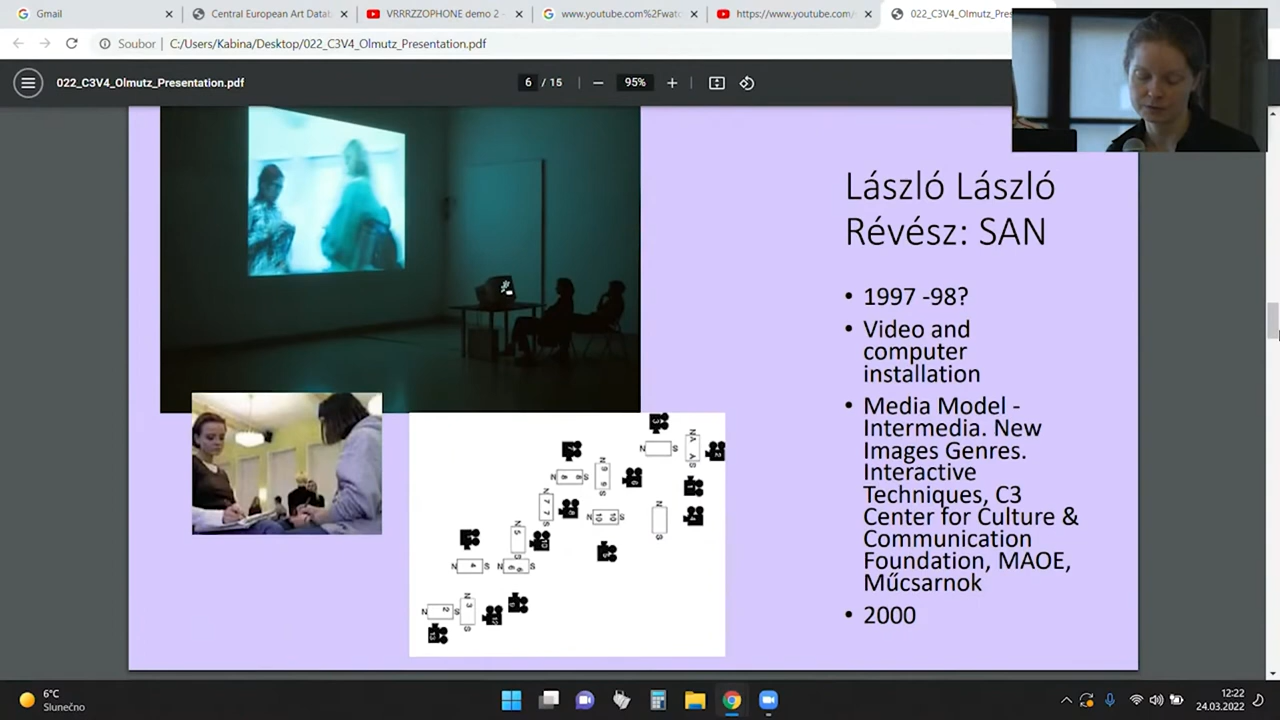 Gmail
Central European Art Datab
VRRRZZOPHONE demo 2 -
www.youtube.com%2Fwatc
https://www.youtube.com/
022_C3V4_Olmutz_Pres
Soubor
C:/Users/Kabina/Desktop/022_C3V4_Olmutz_Presentation.pdf
022_C3V4_Olmutz_Presentation.pdf
6 / 15
95%
László László
Révész: SAN
• 1997 -98?
• Video and
computer
installation
• Media Model -
Intermedia. New
Images Genres.
Interactive
Techniques, C3
Center for Culture &
Communication
Foundation, MAOE,
Műcsarnok
• 2000
6°C
Slunečno
12:22
24.03.2022